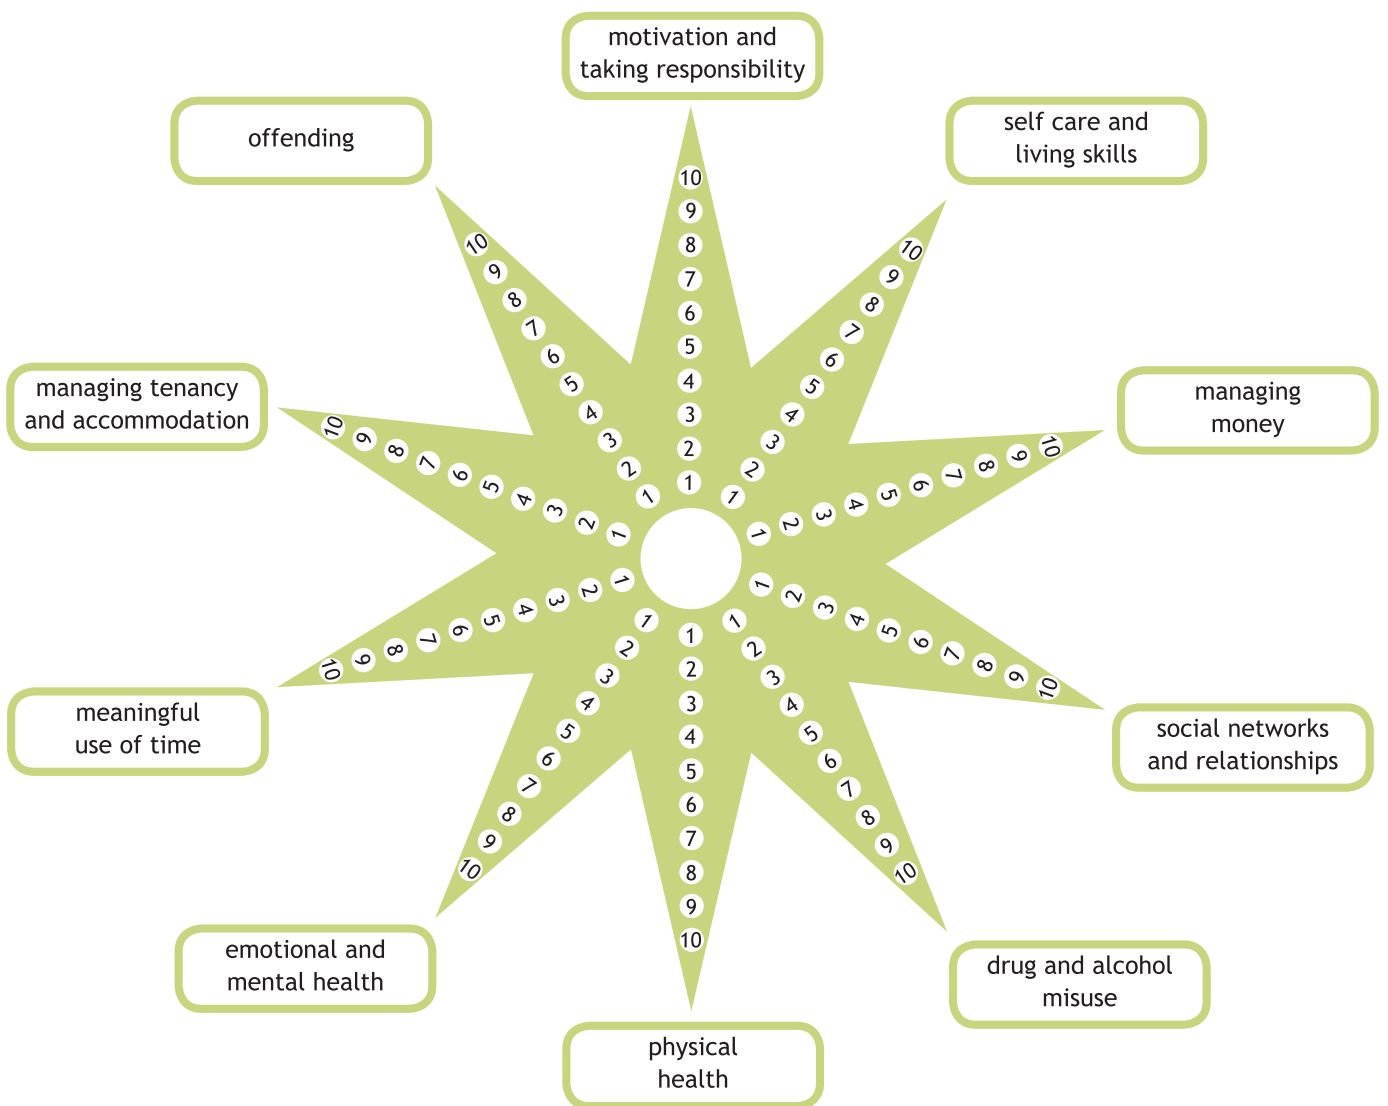 motivation and
taking responsibility
self care and
living skills
managing
money
social networks
and relationships
drug and alcohol
misuse
physical
health
emotional and
mental health
meaningful
use of time
managing tenancy
and accommodation
offending
10 9 8 7 6 5 4 3 2 1
10 9 8 7 6 5 4 3 2 1
1 2 3 4 5 6 7 8 9 10
1 2 3 4 5 6 7 8 9 10
1 2 3 4 5 6 7 8 9 10
1 2 3 4 5 6 7 8 9 10
1 2 3 4 5 6 7 8 9 10
10 9 8 7 6 5 4 3 2 1
10 9 8 7 6 5 4 3 2 1
10 9 8 7 6 5 4 3 2 1